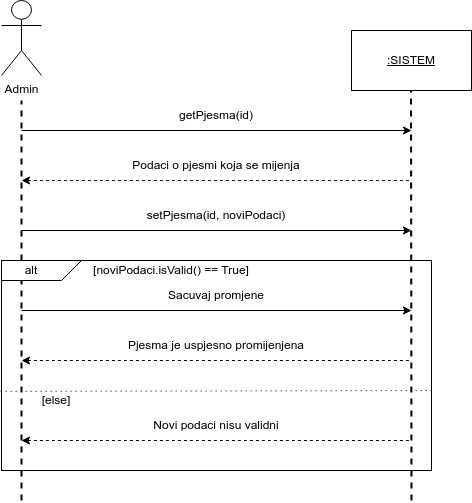 :SISTEM
Admin
getPjesma(id)
Podaci o pjesmi koja se mijenja
setPjesma(id, noviPodaci)
alt
[noviPodaci.isValid() == True]
Sacuvaj promjene
Pjesma je uspjesno promijenjena
[else]
Novi podaci nisu validni